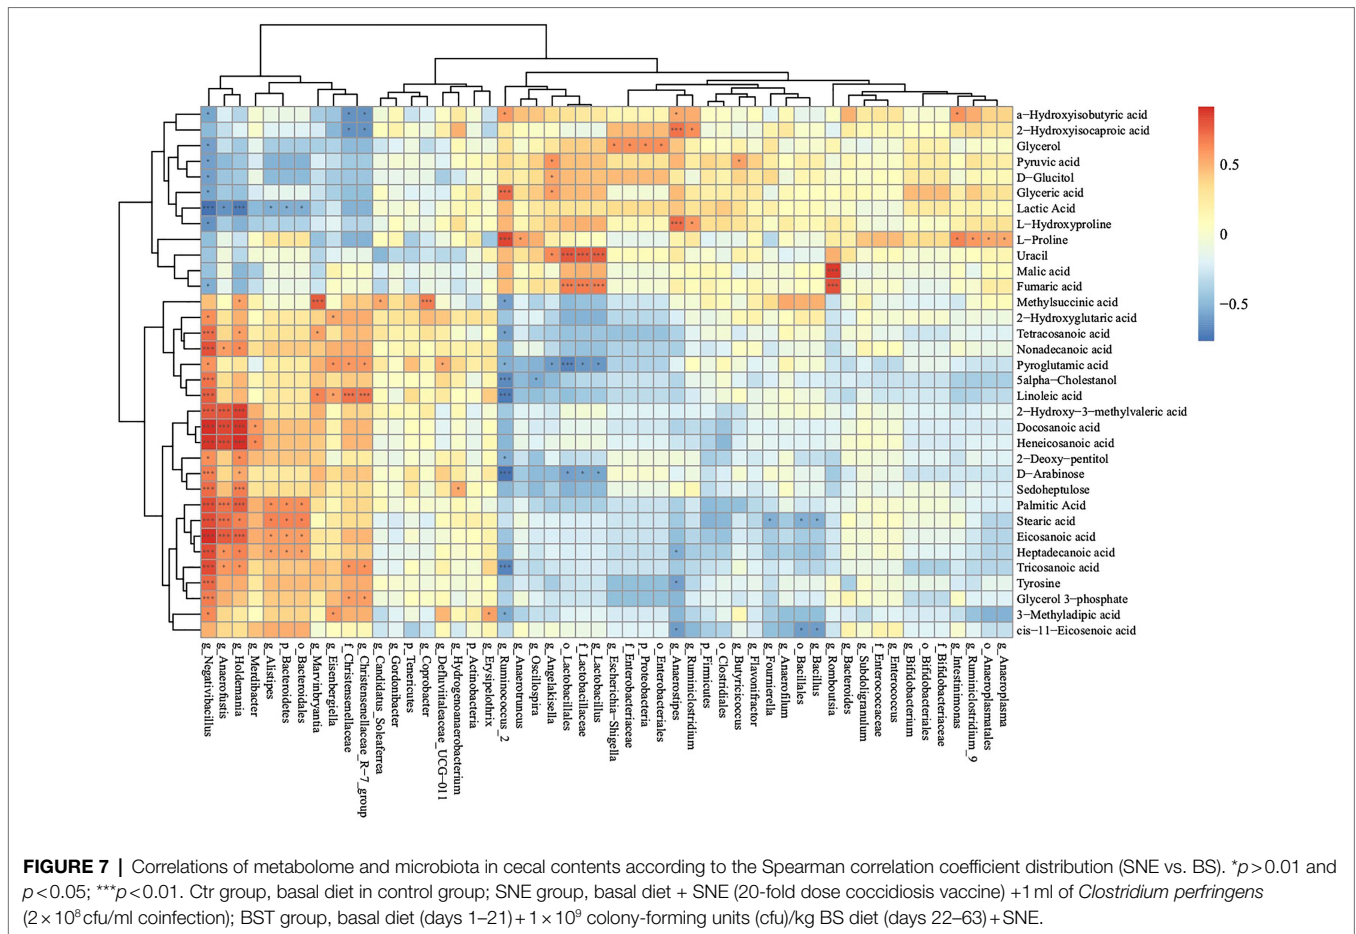 a−Hydroxyisobutyric acid
2−Hydroxyisocaproic acid
Glycerol
Pyruvic acid
D−Glucitol
Glyceric acid
Lactic Acid
L−Hydroxyproline
L−Proline
Uracil
Malic acid
Fumaric acid
Methylsuccinic acid
2−Hydroxyglutaric acid
Tetracosanoic acid
Nonadecanoic acid
Pyroglutamic acid
5alpha−Cholestanol
Linoleic acid
2−Hydroxy−3−methylvaleric acid
Docosanoic acid
Heneicosanoic acid
2−Deoxy−pentitol
D−Arabinose
Sedoheptulose
Palmitic Acid
Stearic acid
Eicosanoic acid
Heptadecanoic acid
Tricosanoic acid
Tyrosine
Glycerol 3−phosphate
3−Methyladipic acid
cis−11−Eicosenoic acid
0.5
0
−0.5
g_Negativibacillus
g_Anaerofustis
g_Holdemania
g_Merdibacter
g_Alistipes
p_Bacteroidetes
o_Bacteroidales
g_Marvinbryantia
g_Eisenbergiella
f_Christensenellaceae
g_Christensenellaceae_R−7_group
g_Candidatus_Soleaferrea
g_Gordonibacter
p_Tenericutes
g_Coprobacter
g_Defluviitaleaceae_UCG−011
g_Hydrogenoanaerobacterium
p_Actinobacteria
g_Erysipelothrix
g_Ruminococcus_2
g_Anaerotruncus
g_Oscillospira
g_Angelakisella
o_Lactobacillales
f_Lactobacillaceae
g_Lactobacillus
g_Escherichia−Shigella
f_Enterobacteriaceae
p_Proteobacteria
o_Enterobacteriales
g_Anaerostipes
g_Ruminiclostridium
p_Firmicutes
o_Clostridiales
g_Butyricicoccus
g_Flavonifractor
g_Fournierella
g_Anaerofilum
o_Bacillales
g_Bacillus
g_Romboutsia
g_Bacteroides
g_Subdoligranulum
f_Enterococcaceae
g_Enterococcus
g_Bifidobacterium
o_Bifidobacteriales
f_Bifidobacteriaceae
g_Intestinimonas
g_Ruminiclostridium_9
o_Anaeroplasmatales
g_Anaeroplasma
FIGURE 7 | Correlations of metabolome and microbiota in cecal contents according to the Spearman correlation coefficient distribution (SNE vs. BS). *p > 0.01 and
p < 0.05; ***p < 0.01. Ctr group, basal diet in control group; SNE group, basal diet + SNE (20-fold dose coccidiosis vaccine) +1 ml of Clostridium perfringens
(2 × 10⁸ cfu/ml coinfection); BST group, basal diet (days 1–21) + 1 × 10⁹ colony-forming units (cfu)/kg BS diet (days 22–63) + SNE.